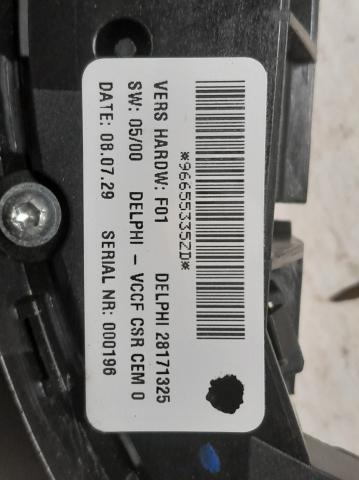 *96655335ZD*
VERS HARDW: F01 DELPHI 28171325
SW: 05/00 DELPHI - VCCF CSR CEM 0
DATE: 08.07.29 SERIAL NR: 000196